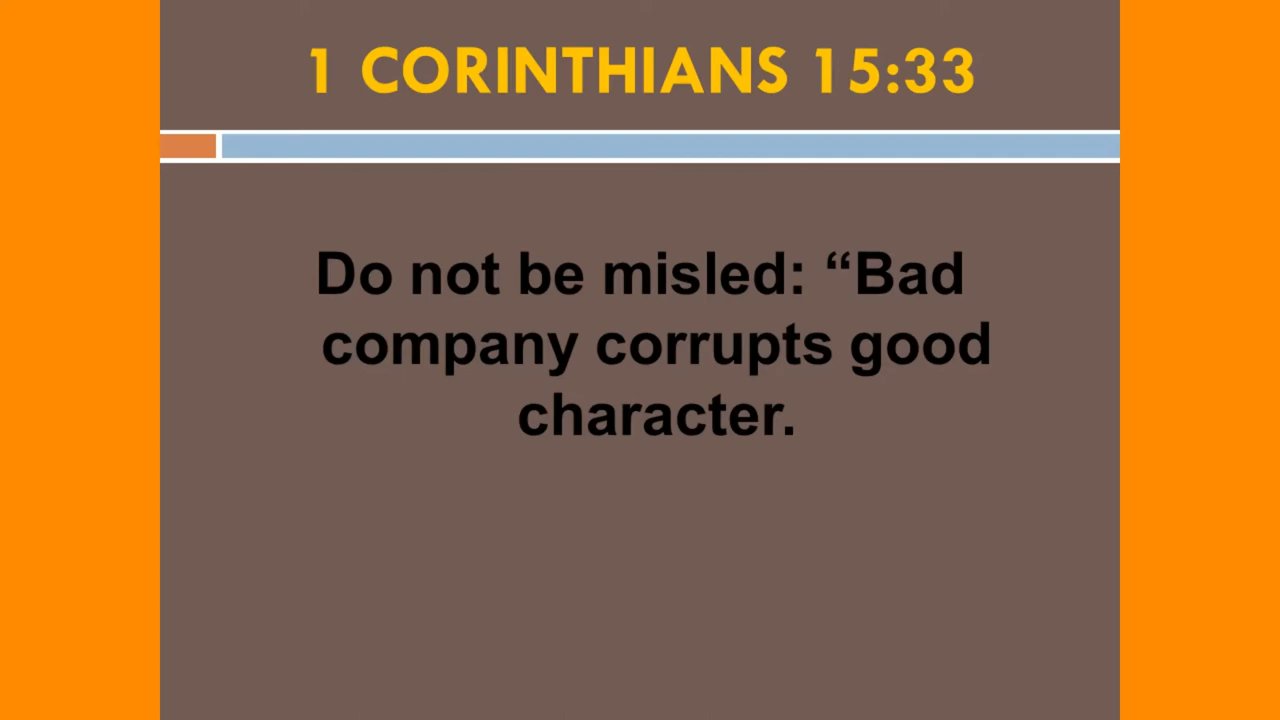 1 CORINTHIANS 15:33
Do not be misled: “Bad
company corrupts good
character.